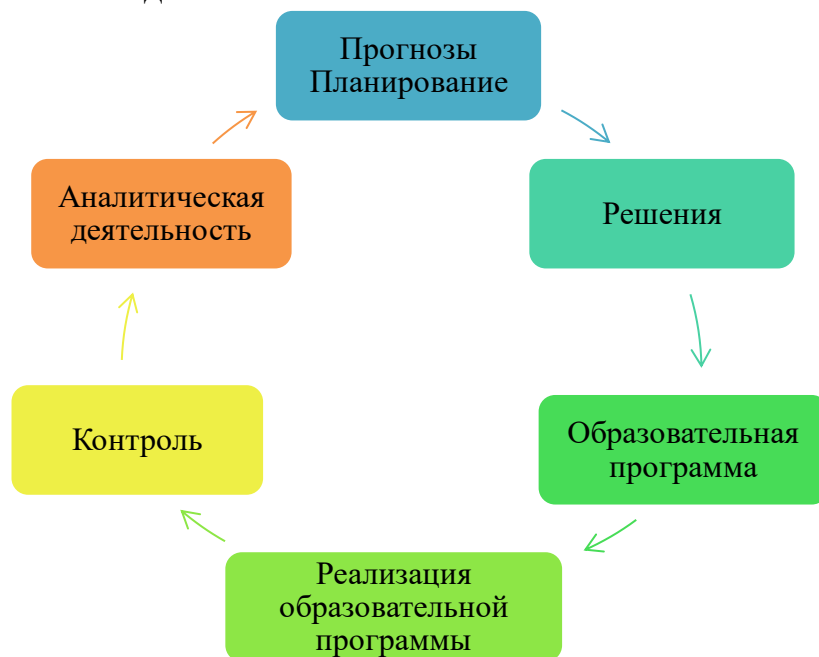 Прогнозы
Планирование
Решения
Образовательная
программа
Реализация
образовательной
программы
Контроль
Аналитическая
деятельность